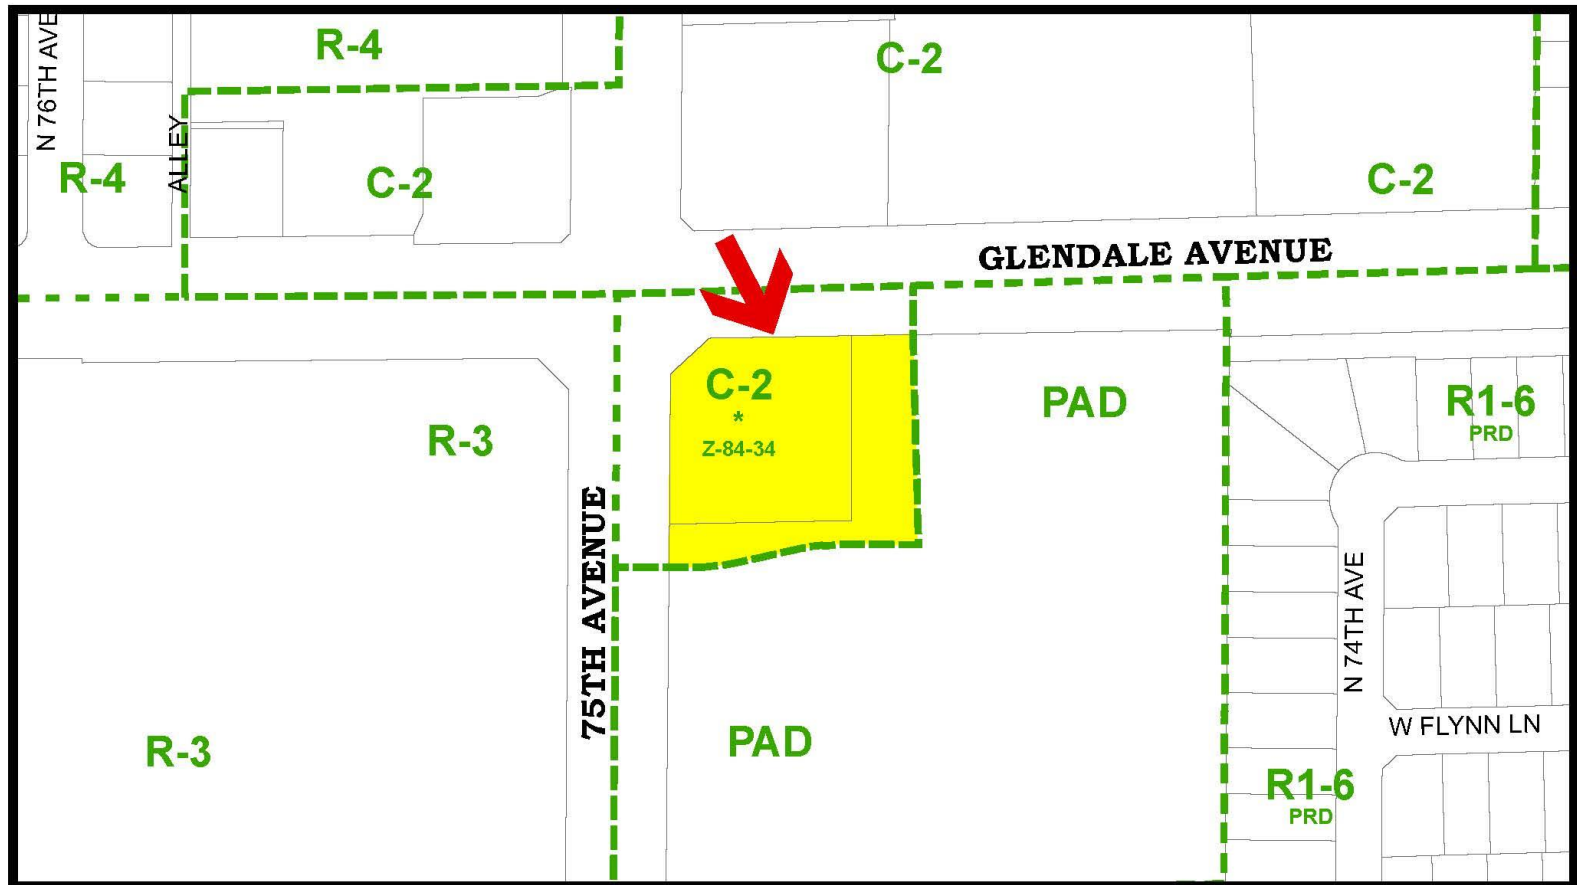 N 76TH AVE
R-4
C-2
ALLEY
R-4
C-2
C-2
GLENDALE AVENUE
C-2
*
Z-84-34
PAD
R1-6
PRD
R-3
75TH AVENUE
N 74TH AVE
R-3
PAD
W FLYNN LN
R1-6
PRD